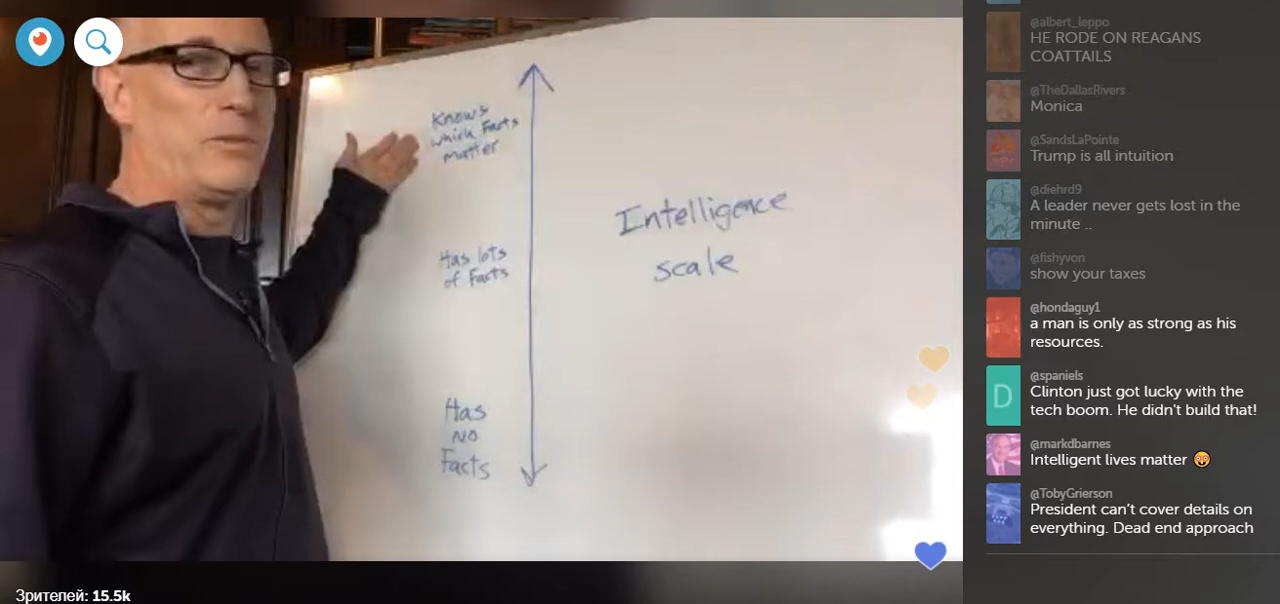 Knows
which Facts
matter
Has lots
of Facts
Has
no
Facts
Intelligence
scale
@albert_leppo
HE RODE ON REAGANS
COATTAILS
@TheDallasRivers
Monica
@SandsLaPointe
Trump is all intuition
@diehrd9
A leader never gets lost in the
minute ..
@fishyvon
show your taxes
@hondaguy1
a man is only as strong as his
resources.
@spaniels
D
Clinton just got lucky with the
tech boom. He didn't build that!
@markdbarnes
Intelligent lives matter 😀
@TobyGrierson
President can’t cover details on
everything. Dead end approach
Зрителей: 15.5k